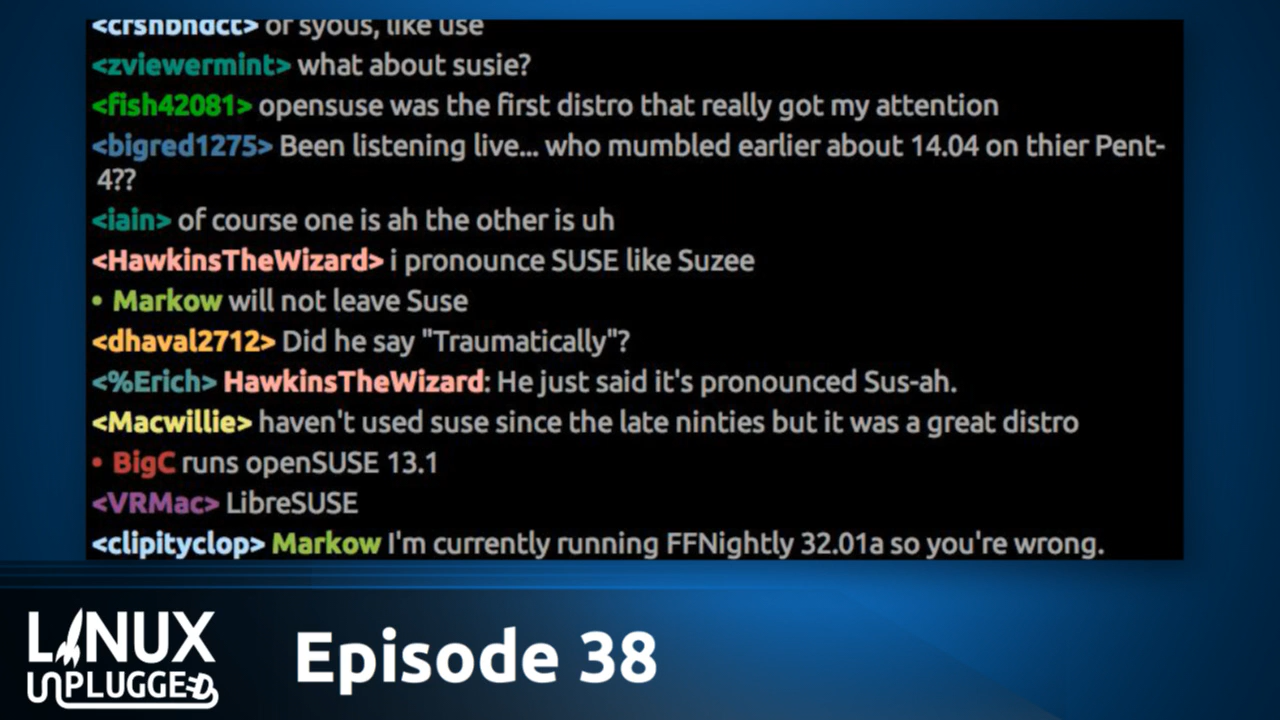 <crshbndct> or syous, like use
<zviewermint> what about susie?
<fish42081> opensuse was the first distro that really got my attention
<bigred1275> Been listening live... who mumbled earlier about 14.04 on thier Pent-
4??
<iain> of course one is ah the other is uh
<HawkinsTheWizard> i pronounce SUSE like Suzee
• Markow will not leave Suse
<dhaval2712> Did he say "Traumatically"?
<%Erich> HawkinsTheWizard: He just said it's pronounced Sus-ah.
<Macwillie> haven't used suse since the late ninties but it was a great distro
• BigC runs openSUSE 13.1
<VRMac> LibreSUSE
<clipityclop> Markow I'm currently running FFNightly 32.01a so you're wrong.
LINUX
UNPLUGGED
Episode 38